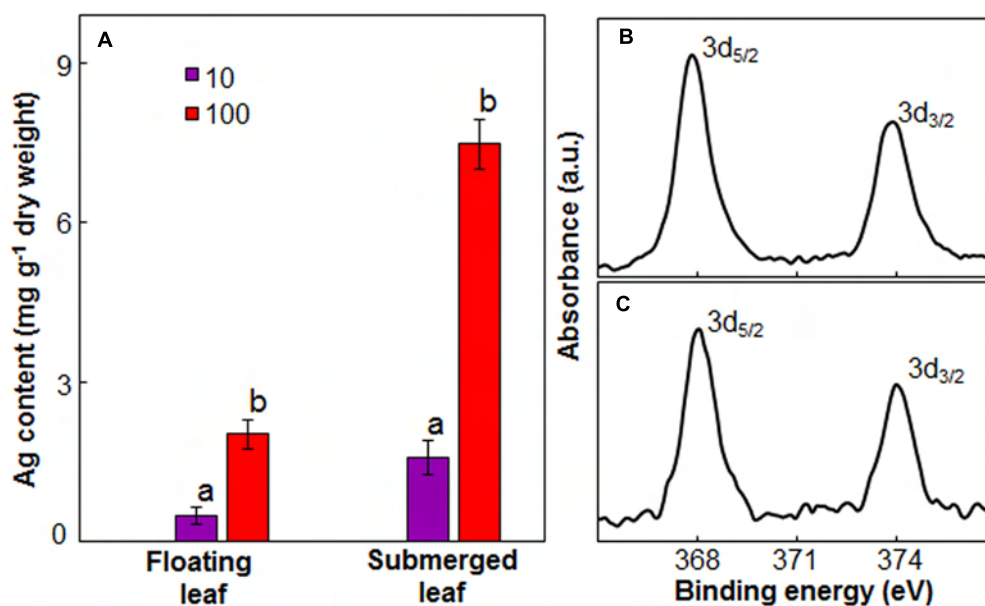 A
Ag content (mg g⁻¹ dry weight)
9
6
3
0
10
100
a
b
a
b
Floating
leaf
Submerged
leaf
B
3d5/2
3d3/2
Absorbance (a.u.)
C
3d5/2
3d3/2
368
371
374
Binding energy (eV)